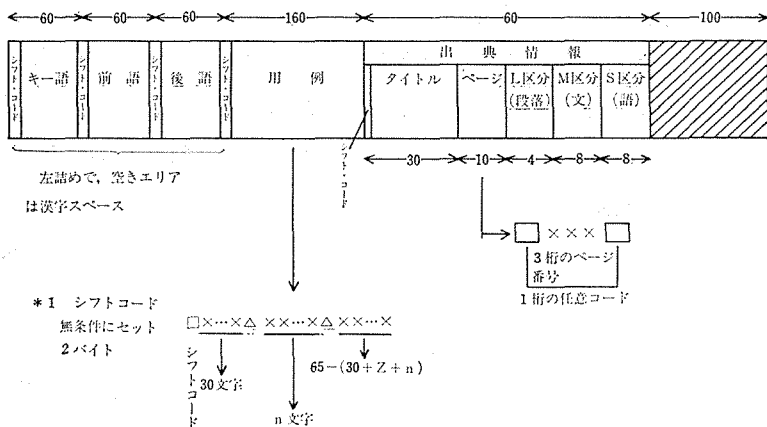 60 60 60 160 60 100
シフト・コード キー語 シフト・コード 前語 シフト・コード 後語 シフト・コード 用例
出典情報
シフト・コード タイトル ページ L区分(段落) M区分(文) S区分(語)
30 10 4 8 8
左詰めで,空きエリア
は漢字スペース
□×××□
3桁のページ
番号
1桁の任意コード
*1 シフトコード
無条件にセット
2バイト
□×…×△ ××…×△ ××…×
シフトコード
30文字
n文字
65-(30+Z+n)